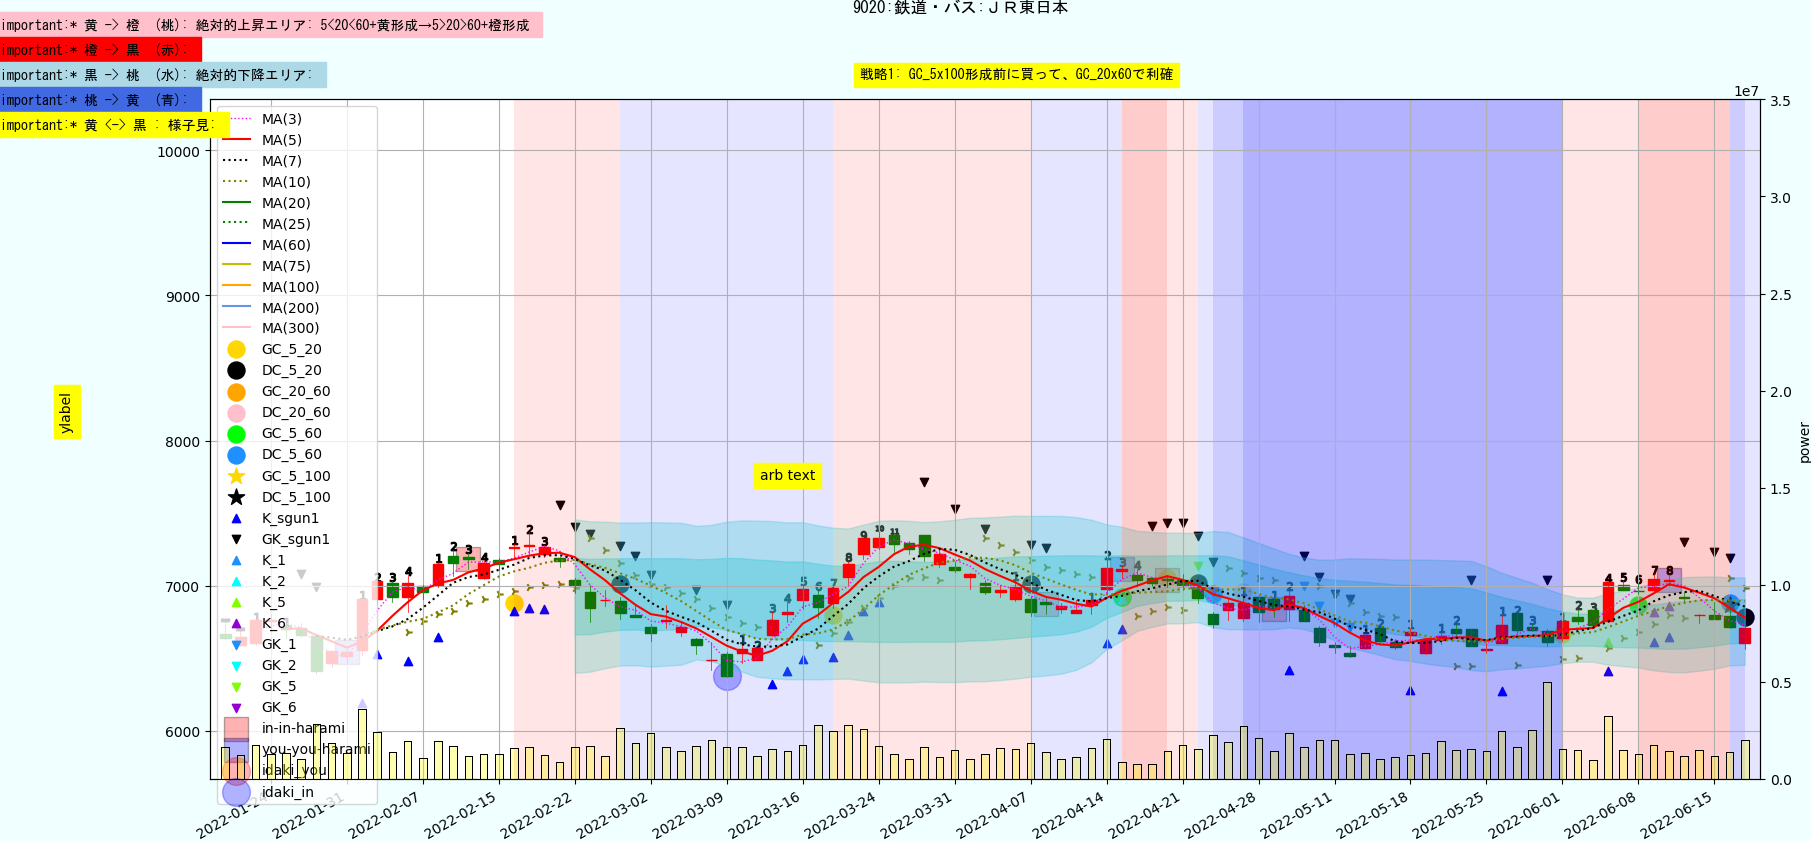 9020:鉄道・バス:ＪＲ東日本
important:* 黄 -> 橙 （桃）: 絶対的上昇エリア: 5<20<60+黄形成→5>20>60+橙形成
important:* 橙 -> 黒 （赤）:
important:* 黒 -> 桃 （水）: 絶対的下降エリア:
important:* 桃 -> 黄 （青）:
important:* 黄 <-> 黒 : 様子見:
戦略1: GC_5x100形成前に買って、GC_20x60で利確
1e7
MA(3)
MA(5)
MA(7)
MA(10)
MA(20)
MA(25)
MA(60)
MA(75)
MA(100)
MA(200)
MA(300)
GC_5_20
DC_5_20
GC_20_60
DC_20_60
GC_5_60
DC_5_60
GC_5_100
DC_5_100
K_sgun1
GK_sgun1
K_1
K_2
K_5
K_6
GK_1
GK_2
GK_5
GK_6
in-in-harami
you-you-harami
idaki_you
idaki_in
10000
9000
8000
7000
6000
ylabel
arb text
3.5
3.0
2.5
2.0
1.5
1.0
0.5
0.0
power
2022-01-24
2022-01-31
2022-02-07
2022-02-15
2022-02-22
2022-03-02
2022-03-09
2022-03-16
2022-03-24
2022-03-31
2022-04-07
2022-04-14
2022-04-21
2022-04-28
2022-05-11
2022-05-18
2022-05-25
2022-06-01
2022-06-08
2022-06-15